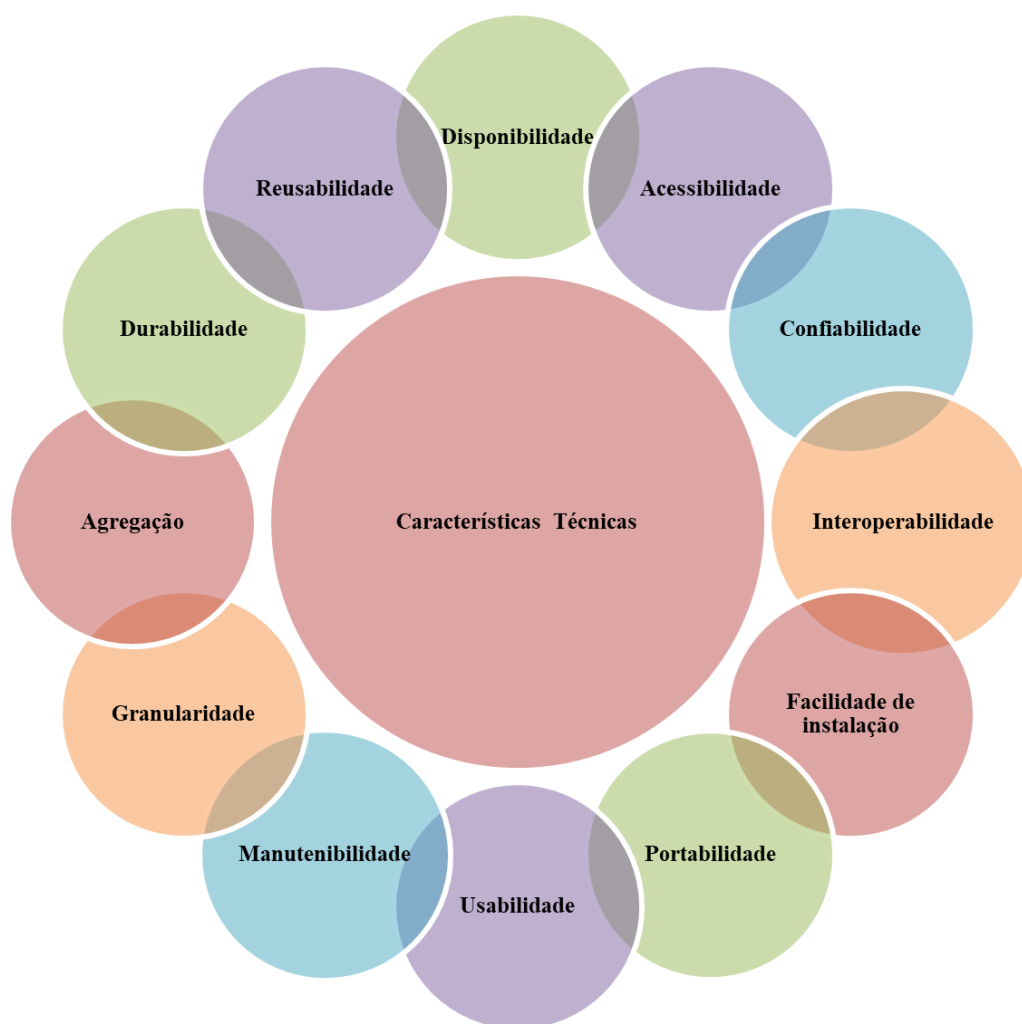 Disponibilidade
Acessibilidade
Confiabilidade
Interoperabilidade
Facilidade de
instalação
Portabilidade
Usabilidade
Manutenibilidade
Granularidade
Agregação
Durabilidade
Reusabilidade
Características Técnicas